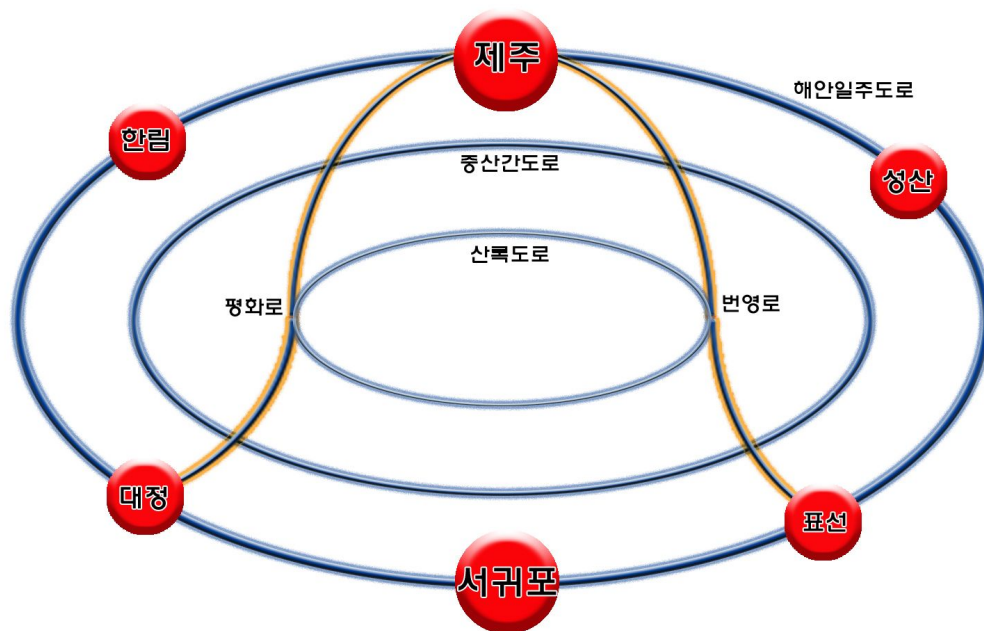 제주
해안일주도로
한림
중산간도로
성산
산록도로
평화로
번영로
대정
표선
서귀포